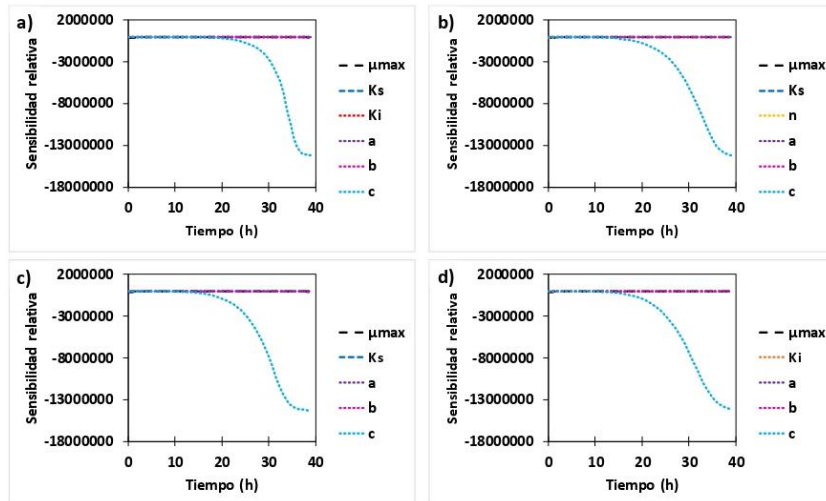 a)
2000000
-3000000
-8000000
-13000000
-18000000
Sensibilidad relativa
0 10 20 30 40
Tiempo (h)
μmax
Ks
Ki
a
b
c
b)
2000000
-3000000
-8000000
-13000000
-18000000
Sensibilidad relativa
0 10 20 30 40
Tiempo (h)
μmax
Ks
n
a
b
c
c)
2000000
-3000000
-8000000
-13000000
-18000000
Sensibilidad relativa
0 10 20 30 40
Tiempo (h)
μmax
Ks
a
b
c
d)
2000000
-3000000
-8000000
-13000000
-18000000
Sensibilidad relativa
0 10 20 30 40
Tiempo (h)
μmax
Ki
a
b
c